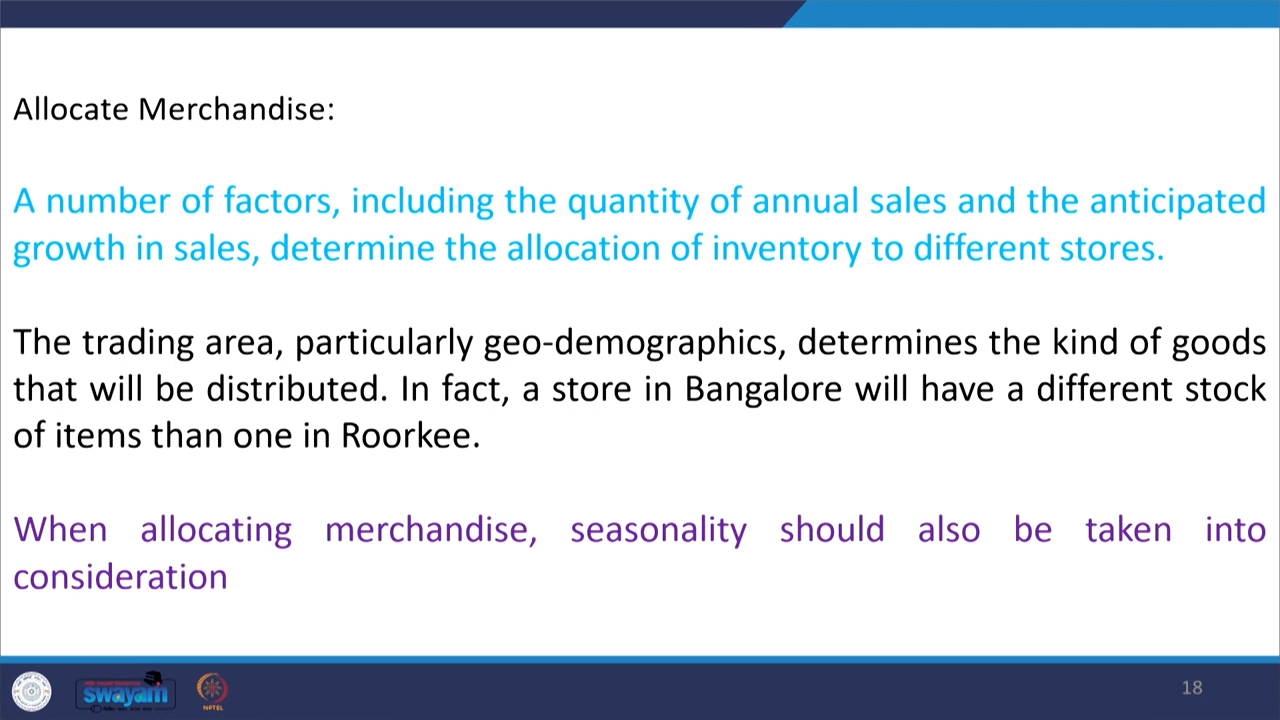 Allocate Merchandise:
A number of factors, including the quantity of annual sales and the anticipated
growth in sales, determine the allocation of inventory to different stores.
The trading area, particularly geo-demographics, determines the kind of goods
that will be distributed. In fact, a store in Bangalore will have a different stock
of items than one in Roorkee.
When allocating merchandise, seasonality should also be taken into
consideration
swayam
NPTEL
18